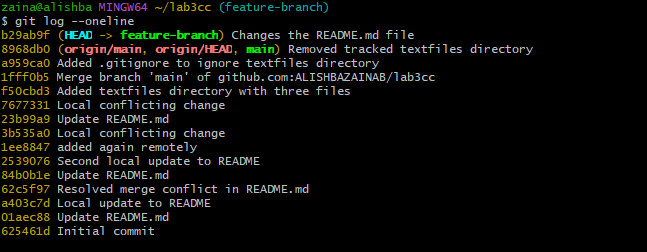 zaina@alishba MINGW64 ~/lab3cc (feature-branch)
$ git log --oneline
b29ab9f (HEAD -> feature-branch) Changes the README.md file
8968db0 (origin/main, origin/HEAD, main) Removed tracked textfiles directory
a959ca0 Added .gitignore to ignore textfiles directory
1fff0b5 Merge branch 'main' of github.com:ALISHBAZAINAB/lab3cc
f50cbd3 Added textfiles directory with three files
7677331 Local conflicting change
23b99a9 Update README.md
3b535a0 Local conflicting change
1ee8847 added again remotely
2539076 Second local update to README
84b0b1e Update README.md
62c5f97 Resolved merge conflict in README.md
a403c7d Local update to README
01aec88 Update README.md
625461d Initial commit